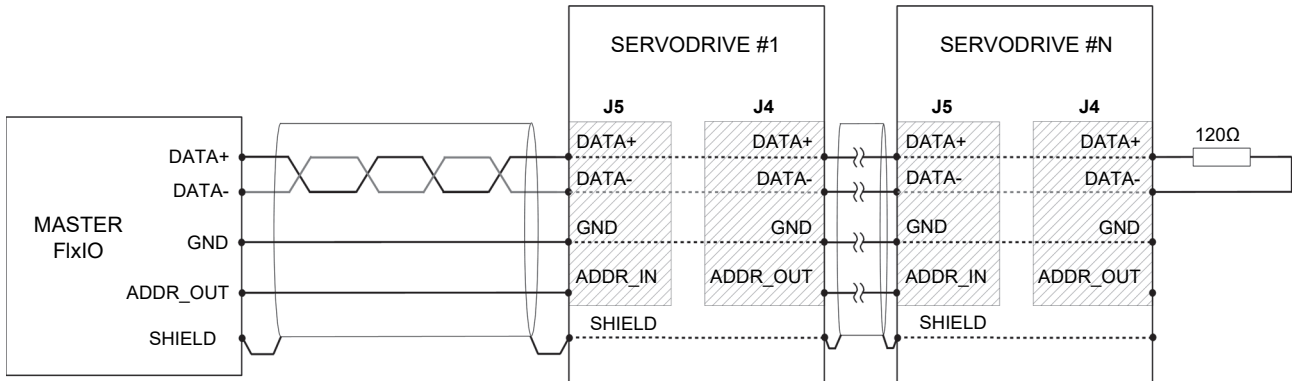 SERVODRIVE #1
SERVODRIVE #N
J5
J4
J5
J4
120Ω
MASTER
FlxIO
DATA+
DATA-
GND
ADDR_OUT
SHIELD
DATA+
DATA-
GND
ADDR_IN
SHIELD
DATA+
DATA-
GND
ADDR_OUT
DATA+
DATA-
GND
ADDR_IN
SHIELD
DATA+
DATA-
GND
ADDR_OUT